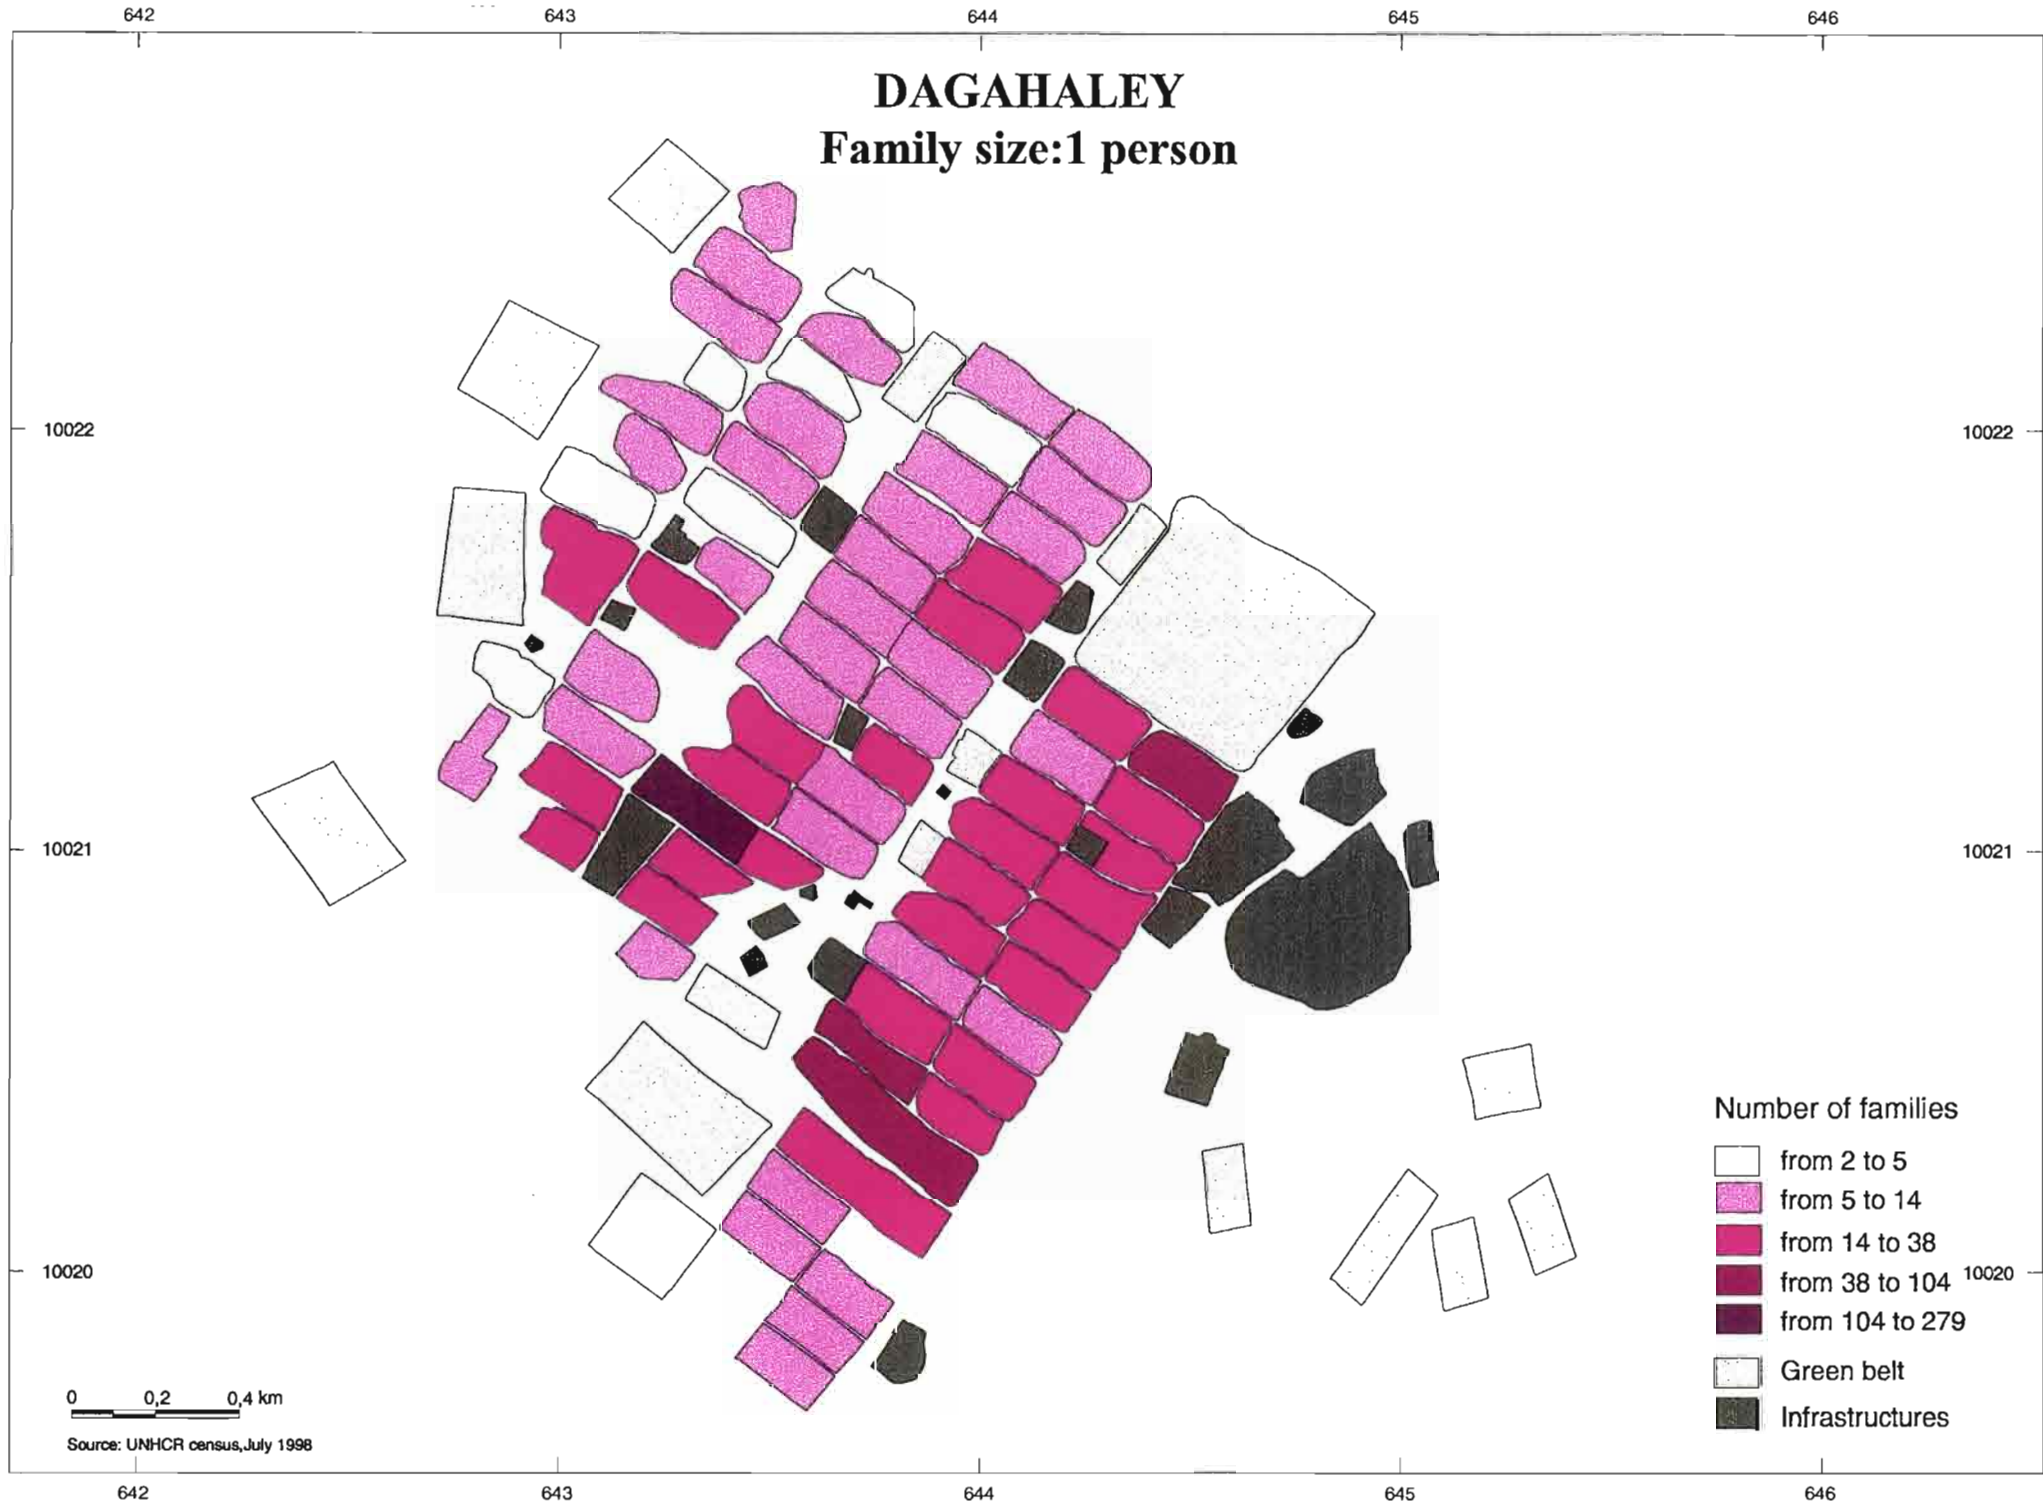 642 643 644 645 646
DAGAHALEY
Family size:1 person
10022 10022
10021 10021
Number of families
from 2 to 5
from 5 to 14
from 14 to 38
from 38 to 104
10020 10020
from 104 to 279
Green belt
Infrastructures
0 0,2 0,4 km
Source: UNHCR census,July 1998
642 643 644 645 646